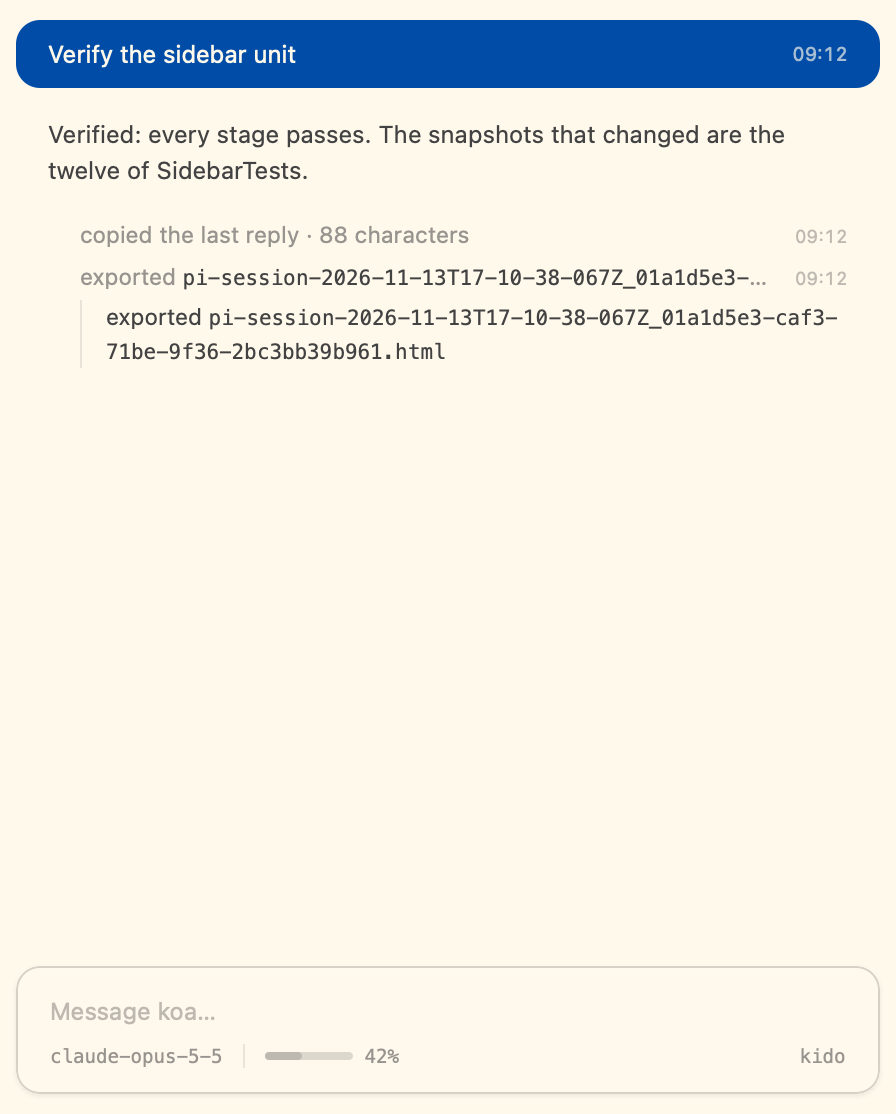 Verify the sidebar unit 09:12
Verified: every stage passes. The snapshots that changed are the
twelve of SidebarTests.
copied the last reply · 88 characters 09:12
exported pi-session-2026-11-13T17-10-38-067Z_01a1d5e3-… 09:12
exported pi-session-2026-11-13T17-10-38-067Z_01a1d5e3-caf3-
71be-9f36-2bc3bb39b961.html
Message koa…
claude-opus-5-5 42% kido